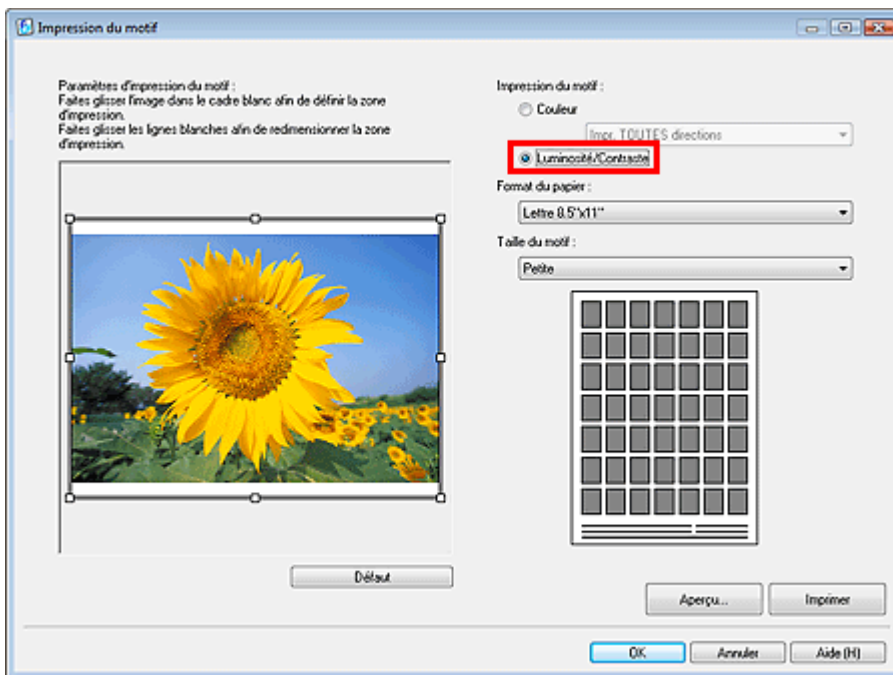 Impression du motif
Paramètres d'impression du motif :
Faites glisser l'image dans le cadre blanc afin de définir la zone
d'impression.
Faites glisser les lignes blanches afin de redimensionner la zone
d'impression.
Défaut
Impression du motif :
Couleur
Impr. TOUTES directions
Luminosité/Contraste
Format du papier :
Lettre 8.5"x11"
Taille du motif :
Petite
Aperçu...
Imprimer
OK
Annuler
Aide (H)